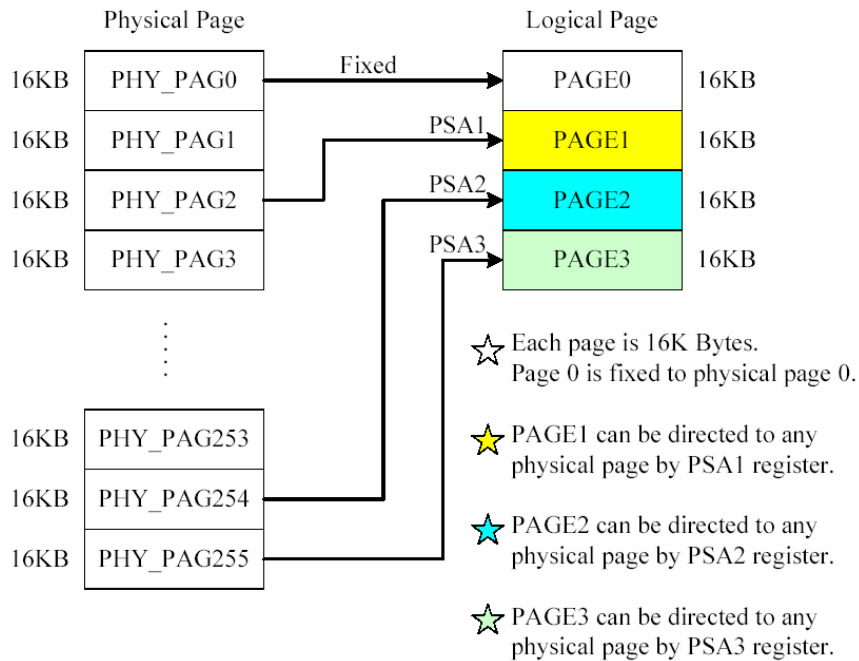 Physical Page
Logical Page
16KB PHY_PAG0 Fixed PAGE0 16KB
16KB PHY_PAG1 PSA1 PAGE1 16KB
16KB PHY_PAG2 PSA2 PAGE2 16KB
16KB PHY_PAG3 PSA3 PAGE3 16KB
Each page is 16K Bytes.
Page 0 is fixed to physical page 0.
16KB PHY_PAG253
16KB PHY_PAG254
16KB PHY_PAG255
PAGE1 can be directed to any
physical page by PSA1 register.
PAGE2 can be directed to any
physical page by PSA2 register.
PAGE3 can be directed to any
physical page by PSA3 register.